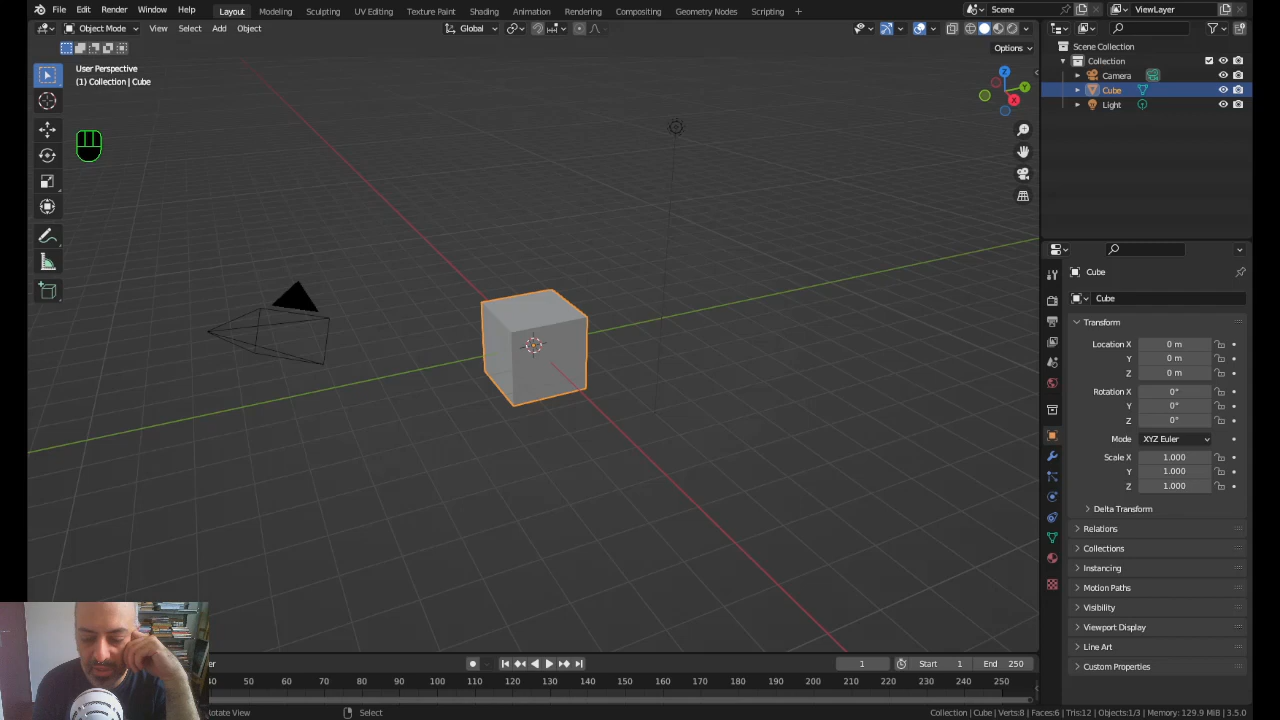 File Edit Render Window Help Layout Modeling Sculpting UV Editing Texture Paint Shading Animation Rendering Compositing Geometry Nodes Scripting + Scene ViewLayer
Object Mode View Select Add Object Global
Options
User Perspective
(1) Collection | Cube
Z
Y
X
Scene Collection
Collection
Camera
Cube
Light
Cube
Cube
Transform
Location X 0 m
Y 0 m
Z 0 m
Rotation X 0°
Y 0°
Z 0°
Mode XYZ Euler
Scale X 1.000
Y 1.000
Z 1.000
Delta Transform
Relations
Collections
Instancing
Motion Paths
Visibility
Viewport Display
Line Art
Custom Properties
1 Start 1 End 250
40 50 60 70 80 90 100 110 120 130 140 150 160 170 180 190 200 210 220 230 240 250
Select Collection | Cube | Verts:8 | Faces:6 | Tris:12 | Objects:1/3 | Memory: 129.9 MiB | 3.5.0